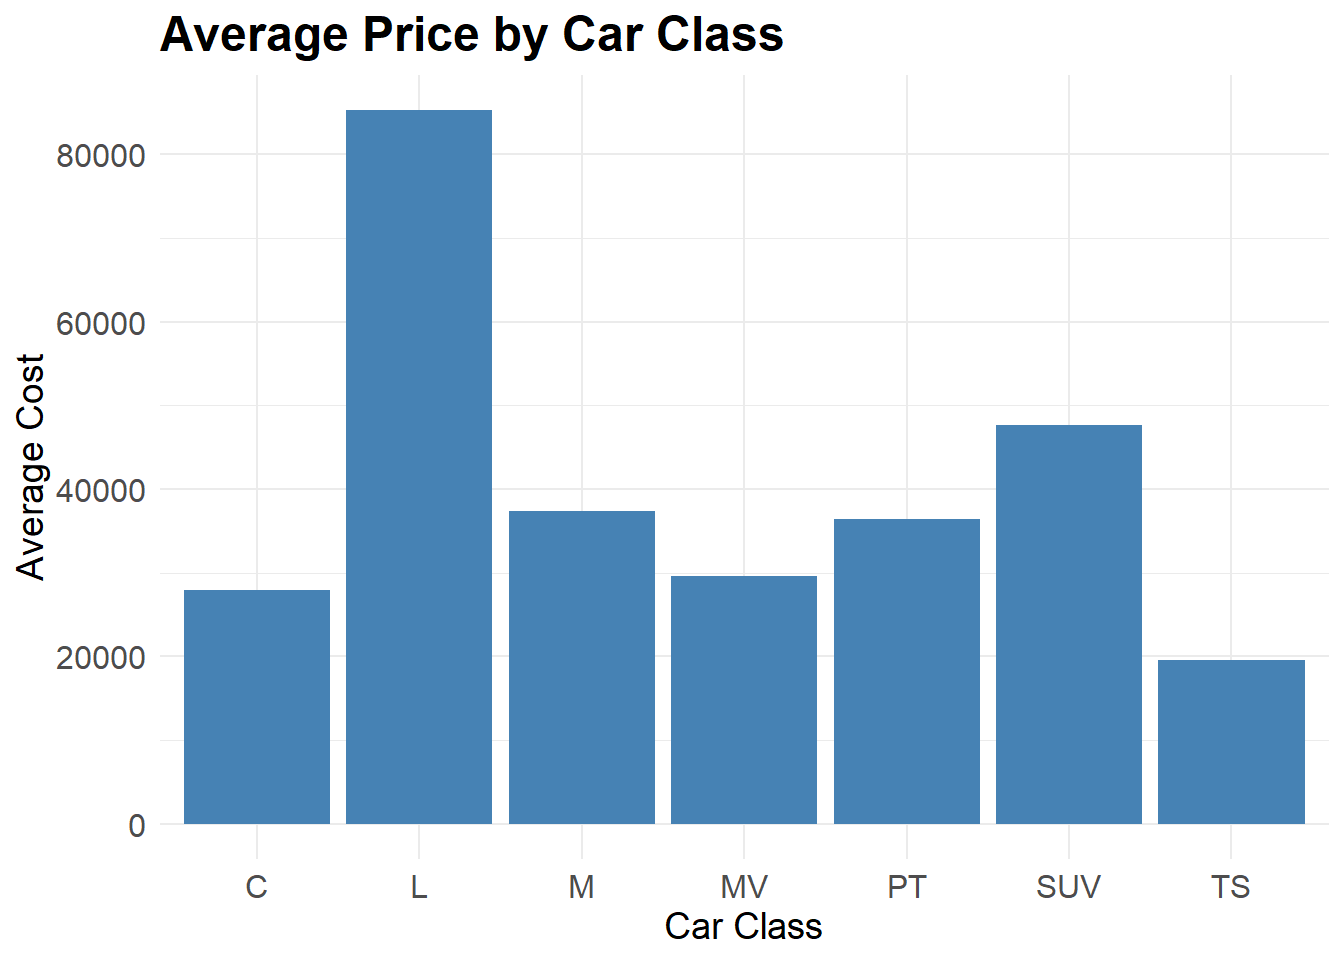 Average Price by Car Class
Average Cost
80000
60000
40000
20000
0
C L M MV PT SUV TS
Car Class